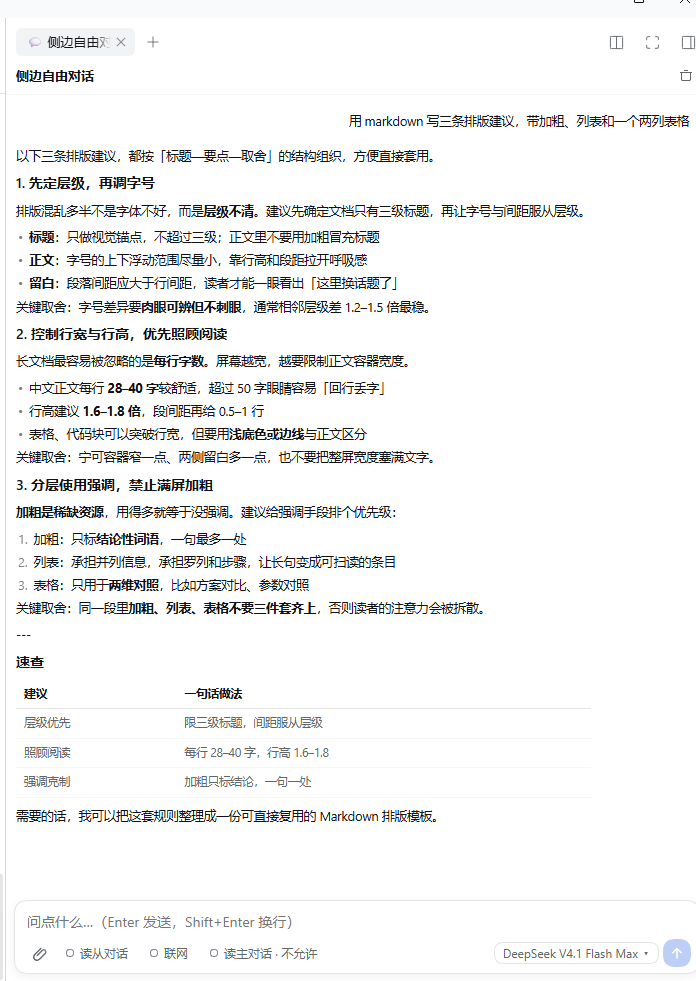 侧边自由对
侧边自由对话
用 markdown 写三条排版建议，带加粗、列表和一个两列表格
以下三条排版建议，都按「标题—要点—取舍」的结构组织，方便直接套用。
1. 先定层级，再调字号
排版混乱多半不是字体不好，而是层级不清。建议先确定文档只有三级标题，再让字号与间距服从层级。
• 标题：只做视觉锚点，不超过三级；正文里不要用加粗冒充标题
• 正文：字号的上下浮动范围尽量小，靠行高和段距拉开呼吸感
• 留白：段落间距应大于行间距，读者才能一眼看出「这里换话题了」
关键取舍：字号差异要肉眼可辨但不刺眼，通常相邻层级差 1.2–1.5 倍最稳。
2. 控制行宽与行高，优先照顾阅读
长文档最容易被忽略的是每行字数。屏幕越宽，越要限制正文容器宽度。
• 中文正文每行 28–40 字较舒适，超过 50 字眼睛容易「回行丢字」
• 行高建议 1.6–1.8 倍，段间距再给 0.5–1 行
• 表格、代码块可以突破行宽，但要用浅底色或边线与正文区分
关键取舍：宁可容器窄一点、两侧留白多一点，也不要把整屏宽度塞满文字。
3. 分层使用强调，禁止满屏加粗
加粗是稀缺资源，用得多就等于没强调。建议给强调手段排个优先级：
1. 加粗：只标结论性词语，一句最多一处
2. 列表：承担并列信息，承担罗列和步骤，让长句变成可扫读的条目
3. 表格：只用于两维对照，比如方案对比、参数对照
关键取舍：同一段里加粗、列表、表格不要三件套齐上，否则读者的注意力会被拆散。
---
速查
建议 一句话做法
层级优先 限三级标题，间距服从层级
照顾阅读 每行 28–40 字，行高 1.6–1.8
强调克制 加粗只标结论，一句一处
需要的话，我可以把这套规则整理成一份可直接复用的 Markdown 排版模板。
问点什么...（Enter 发送，Shift+Enter 换行）
读从对话 联网 读主对话 · 不允许 DeepSeek V4.1 Flash Max